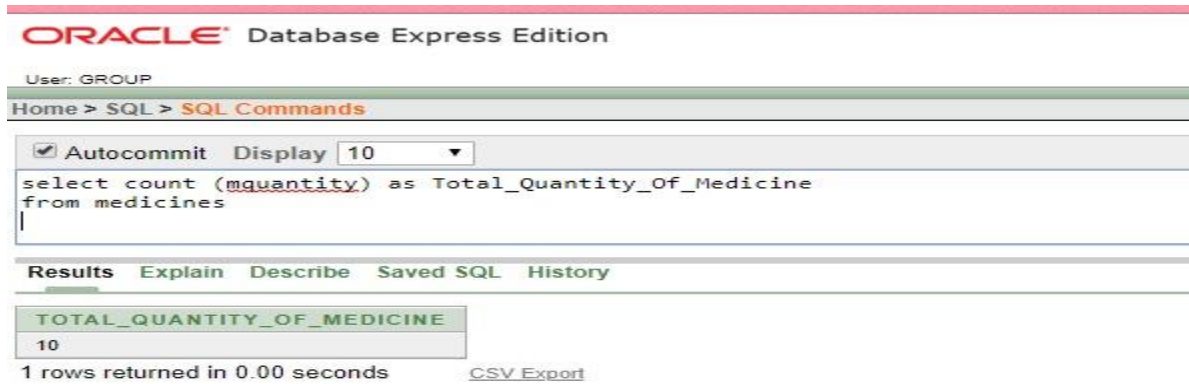 ORACLE Database Express Edition
User: GROUP
Home > SQL > SQL Commands
Autocommit Display 10
select count (mquantity) as Total_Quantity_Of_Medicine
from medicines
Results Explain Describe Saved SQL History
TOTAL_QUANTITY_OF_MEDICINE
10
1 rows returned in 0.00 seconds CSV Export